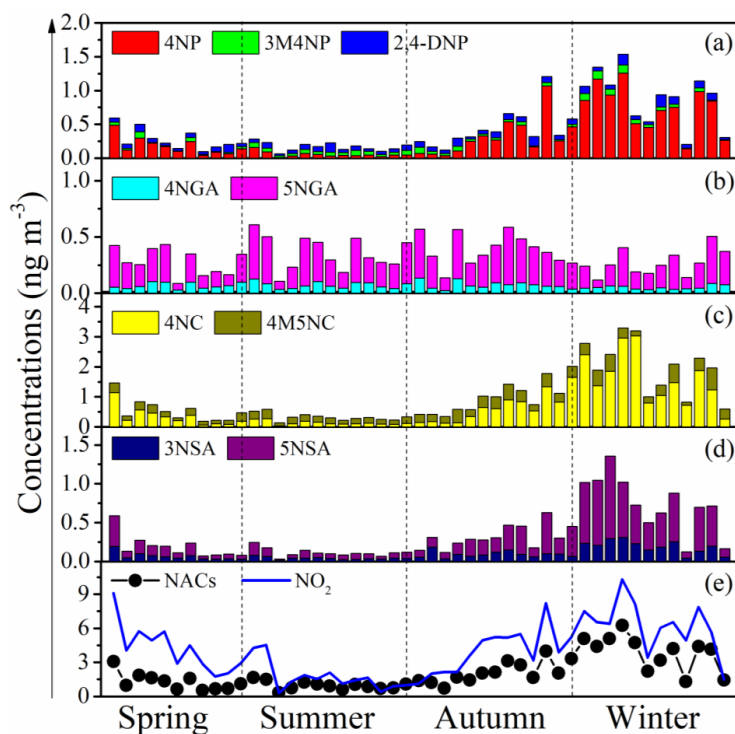 2.0
1.5
1.0
0.5
0.0
4NP 3M4NP 2,4-DNP
(a)
1.0
0.5
0.0
4NGA 5NGA
(b)
4
3
2
1
0
4NC 4M5NC
(c)
1.5
1.0
0.5
0.0
3NSA 5NSA
(d)
9
6
3
0
NACs NO₂
(e)
Concentrations (ng m⁻³)
Spring Summer Autumn Winter